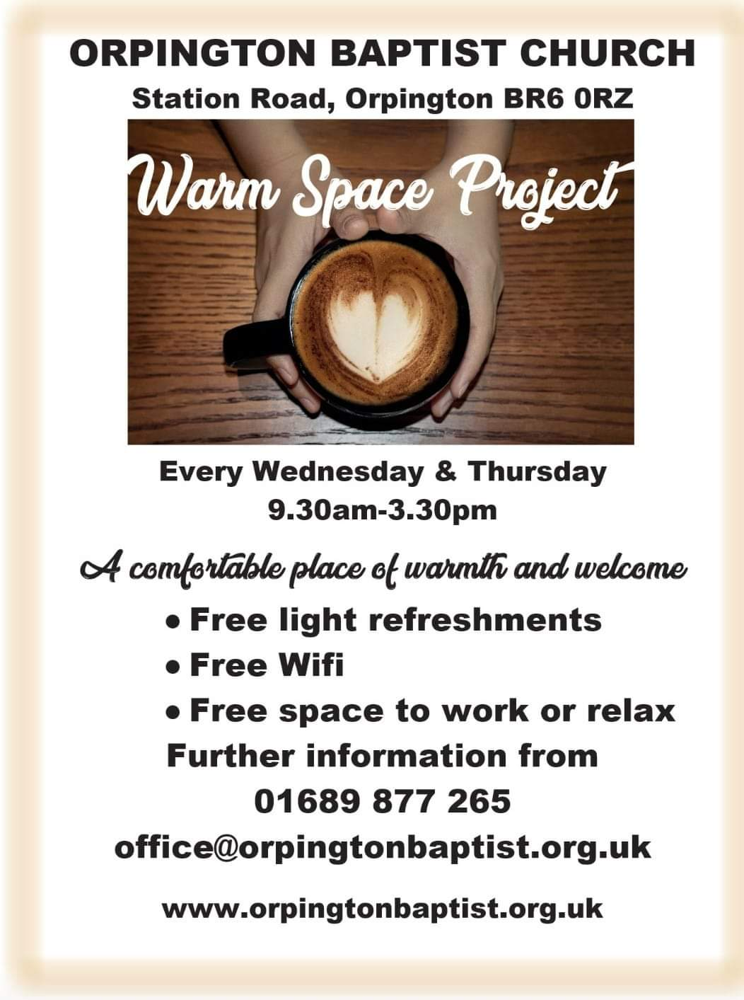 ORPINGTON BAPTIST CHURCH
Station Road, Orpington BR6 0RZ
Warm Space Project
Every Wednesday & Thursday
9.30am-3.30pm
A comfortable place of warmth and welcome
• Free light refreshments
• Free Wifi
• Free space to work or relax
Further information from
01689 877 265
office@orpingtonbaptist.org.uk
www.orpingtonbaptist.org.uk